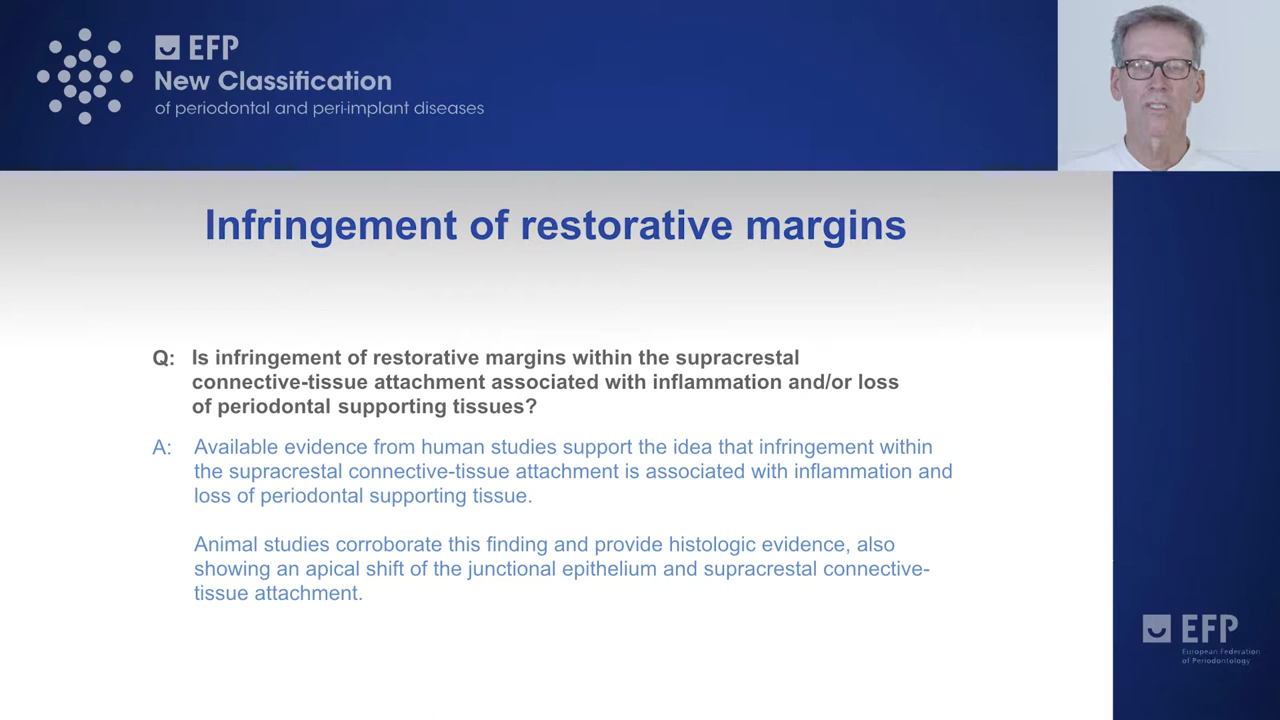 EFP
New Classification
of periodontal and peri-implant diseases
Infringement of restorative margins
Q: Is infringement of restorative margins within the supracrestal
connective-tissue attachment associated with inflammation and/or loss
of periodontal supporting tissues?
A: Available evidence from human studies support the idea that infringement within
the supracrestal connective-tissue attachment is associated with inflammation and
loss of periodontal supporting tissue.
Animal studies corroborate this finding and provide histologic evidence, also
showing an apical shift of the junctional epithelium and supracrestal connective-
tissue attachment.
EFP
European Federation
of Periodontology